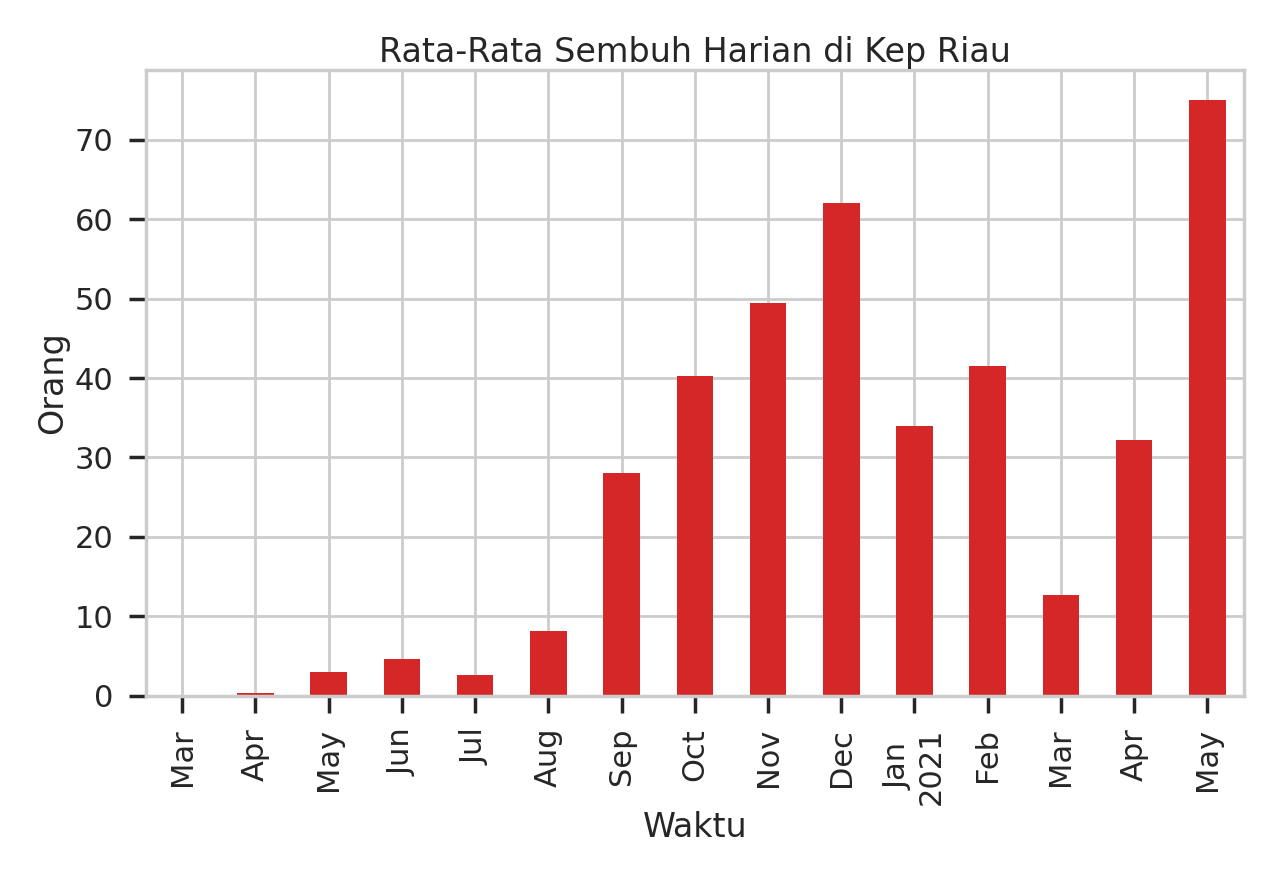 Rata-Rata Sembuh Harian di Kep Riau
Orang
70
60
50
40
30
20
10
0
Mar
Apr
May
Jun
Jul
Aug
Sep
Oct
Nov
Dec
Jan
2021
Feb
Mar
Apr
May
Waktu